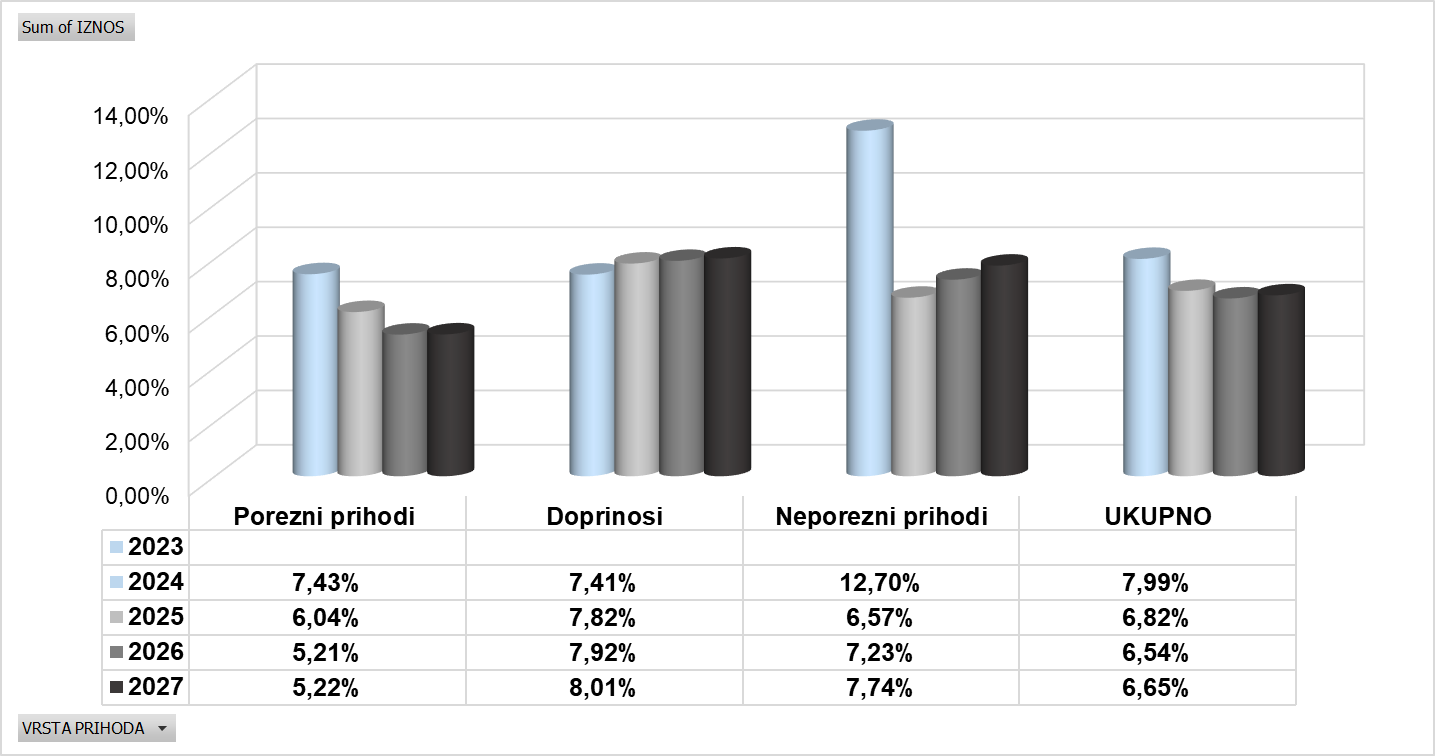 Sum of IZNOS
14,00%
12,00%
10,00%
8,00%
6,00%
4,00%
2,00%
0,00%
Porezni prihodi Doprinosi Neporezni prihodi UKUPNO
2023
2024 7,43% 7,41% 12,70% 7,99%
2025 6,04% 7,82% 6,57% 6,82%
2026 5,21% 7,92% 7,23% 6,54%
2027 5,22% 8,01% 7,74% 6,65%
VRSTA PRIHODA